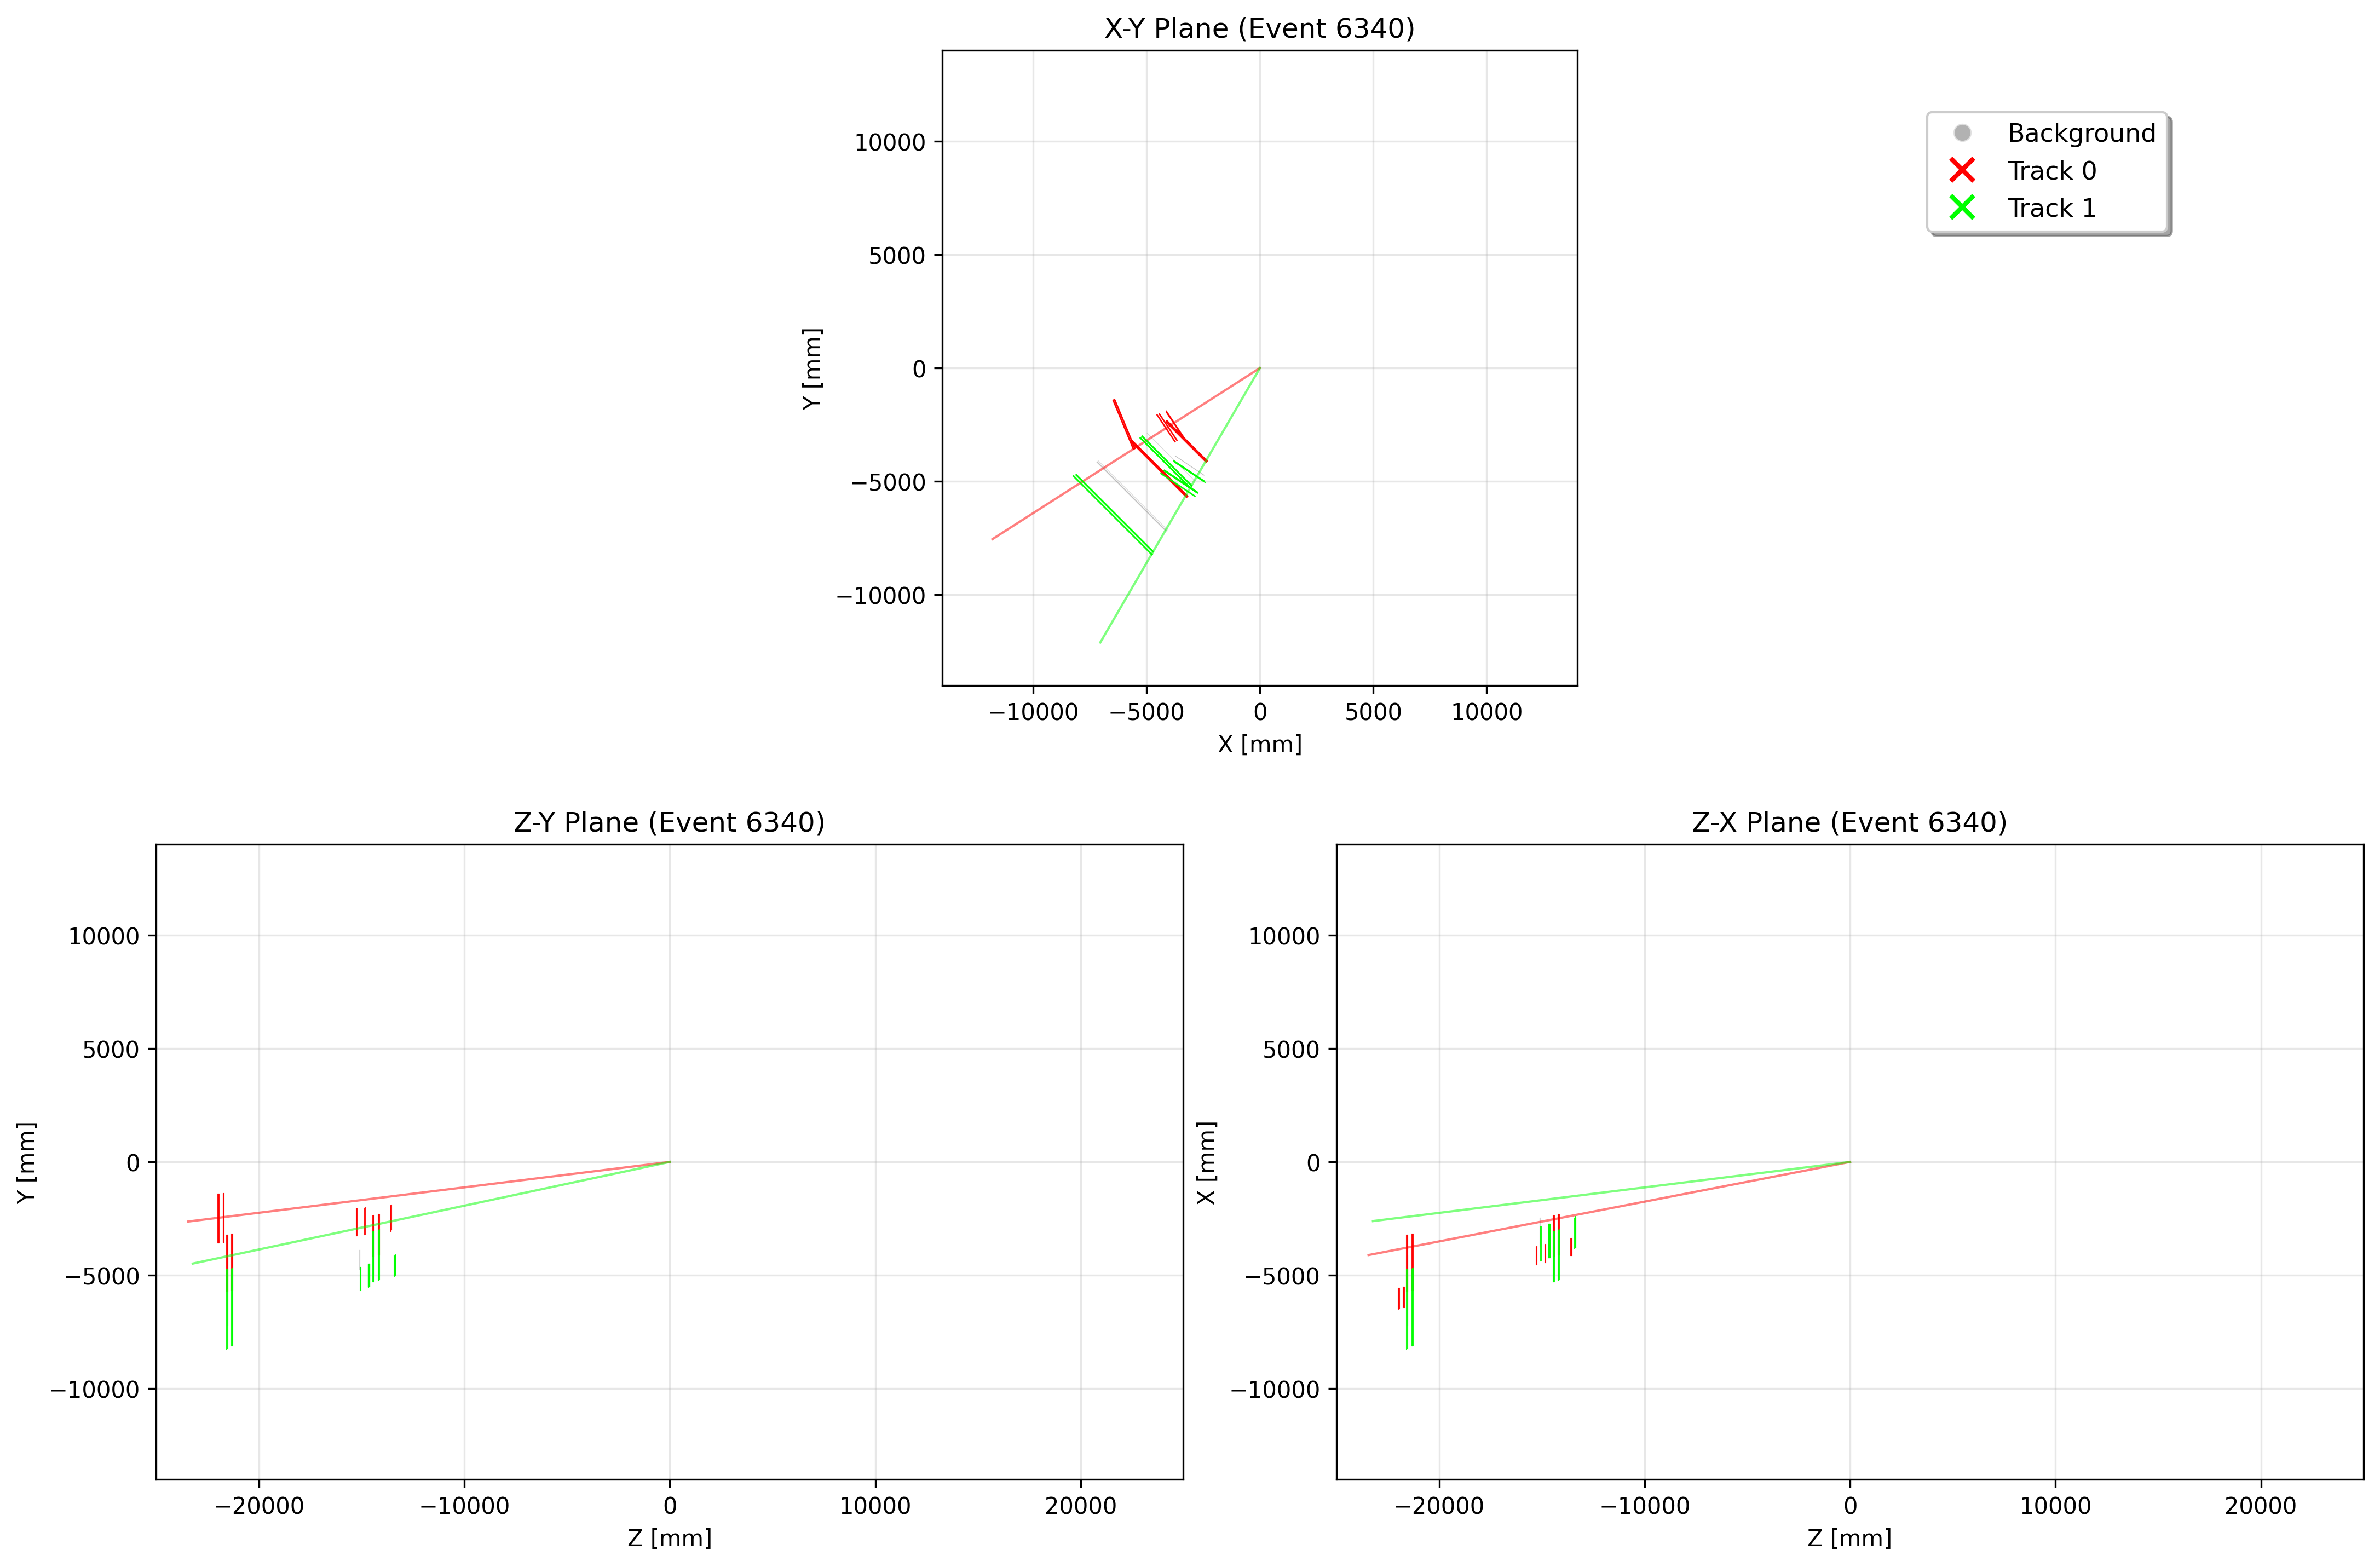 X-Y Plane (Event 6340)
Y [mm]
10000
5000
0
−5000
−10000
−10000 −5000 0 5000 10000
X [mm]
Background
Track 0
Track 1
Z-Y Plane (Event 6340)
Y [mm]
10000
5000
0
−5000
−10000
−20000 −10000 0 10000 20000
Z [mm]
Z-X Plane (Event 6340)
X [mm]
10000
5000
0
−5000
−10000
−20000 −10000 0 10000 20000
Z [mm]